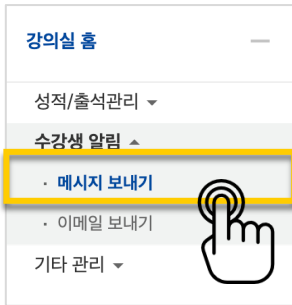 강의실 홈
성적/출석관리
수강생 알림
· 메시지 보내기
· 이메일 보내기
기타 관리